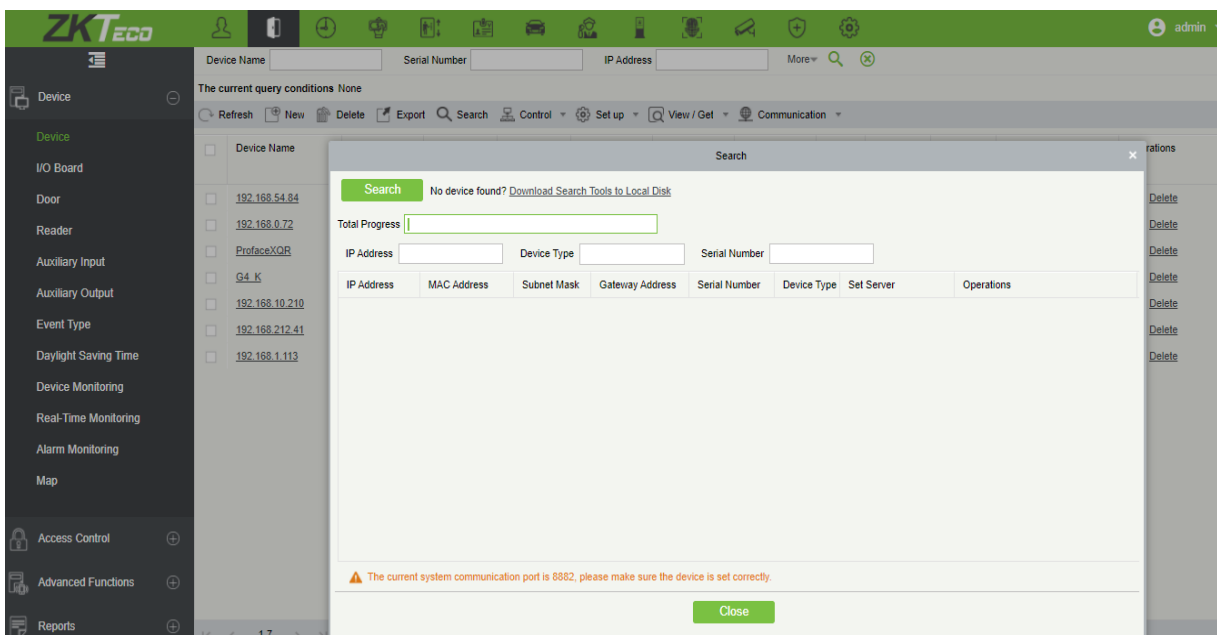 ZKTeco
admin
Device Name
Serial Number
IP Address
More
The current query conditions None
Refresh New Delete Export Search Control Set up View / Get Communication
Device
Device
I/O Board
Door
Reader
Auxiliary Input
Auxiliary Output
Event Type
Daylight Saving Time
Device Monitoring
Real-Time Monitoring
Alarm Monitoring
Map
Access Control
Advanced Functions
Reports
Device Name
rations
192.168.54.84 Delete
192.168.0.72 Delete
ProfaceXQR Delete
G4_K Delete
192.168.10.210 Delete
192.168.212.41 Delete
192.168.1.113 Delete
Search
Search No device found? Download Search Tools to Local Disk
Total Progress
IP Address Device Type Serial Number
IP Address MAC Address Subnet Mask Gateway Address Serial Number Device Type Set Server Operations
The current system communication port is 8882, please make sure the device is set correctly.
Close